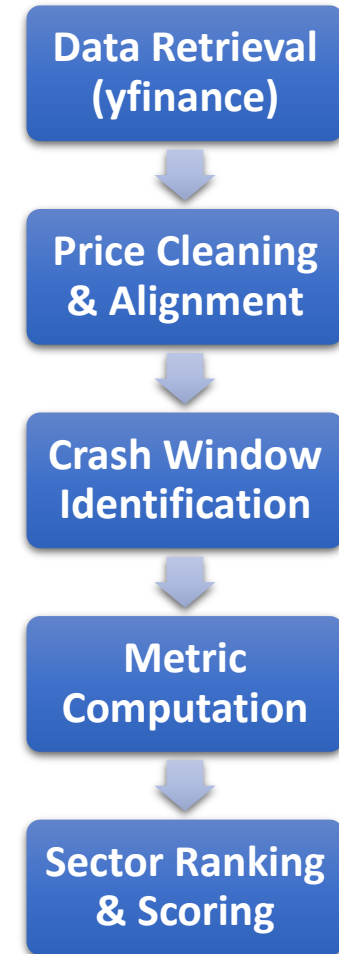 Data Retrieval
(yfinance)
Price Cleaning
& Alignment
Crash Window
Identification
Metric
Computation
Sector Ranking
& Scoring